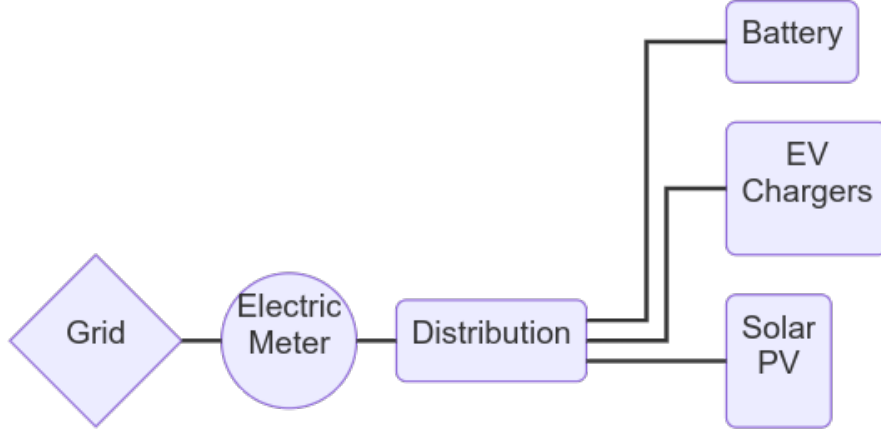 Battery
EV
Chargers
Grid
Electric
Meter
Distribution
Solar
PV